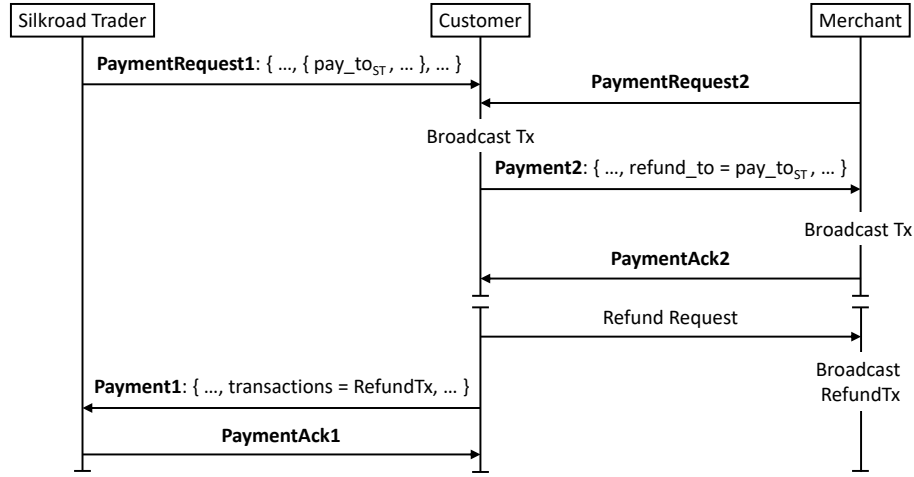 Silkroad Trader
Customer
Merchant
PaymentRequest1: { …, { pay_toST , … }, … }
PaymentRequest2
Broadcast Tx
Payment2: { …, refund_to = pay_toST , … }
Broadcast Tx
PaymentAck2
Refund Request
Broadcast
RefundTx
Payment1: { …, transactions = RefundTx, … }
PaymentAck1